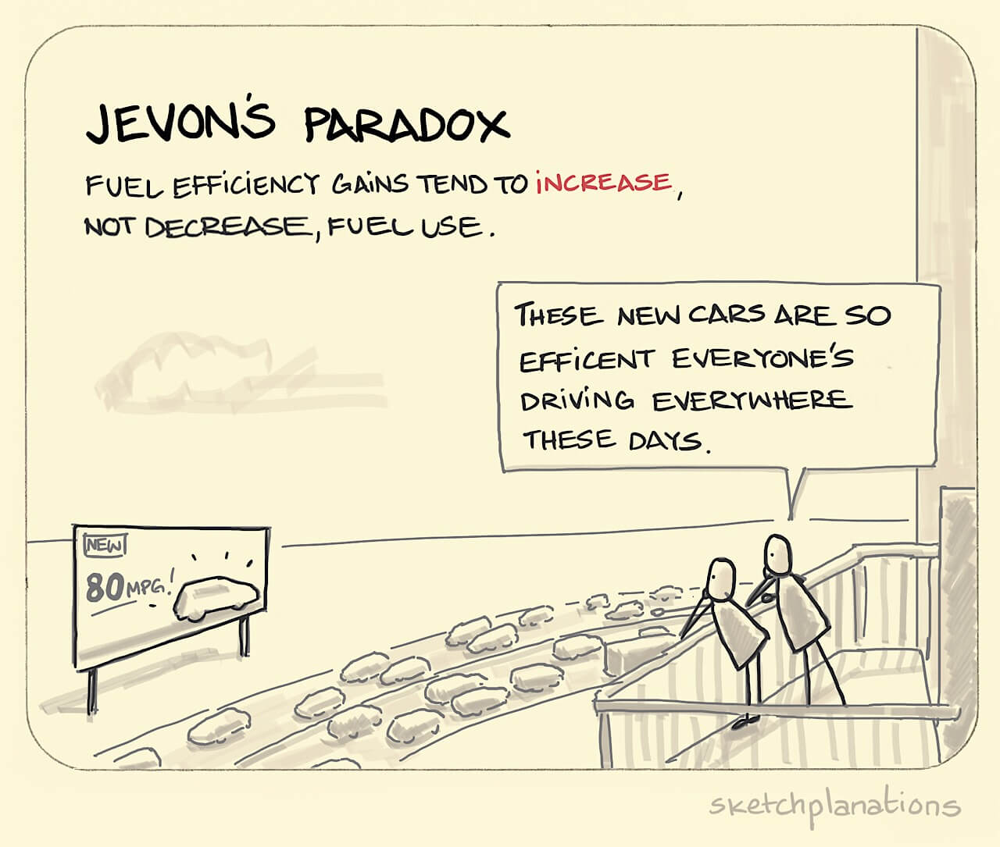 JEVON'S PARADOX
FUEL EFFICIENCY GAINS TEND TO INCREASE,
NOT DECREASE, FUEL USE.
THESE NEW CARS ARE SO
EFFICENT EVERYONE'S
DRIVING EVERYWHERE
THESE DAYS.
NEW
80MPG!
sketchplanations